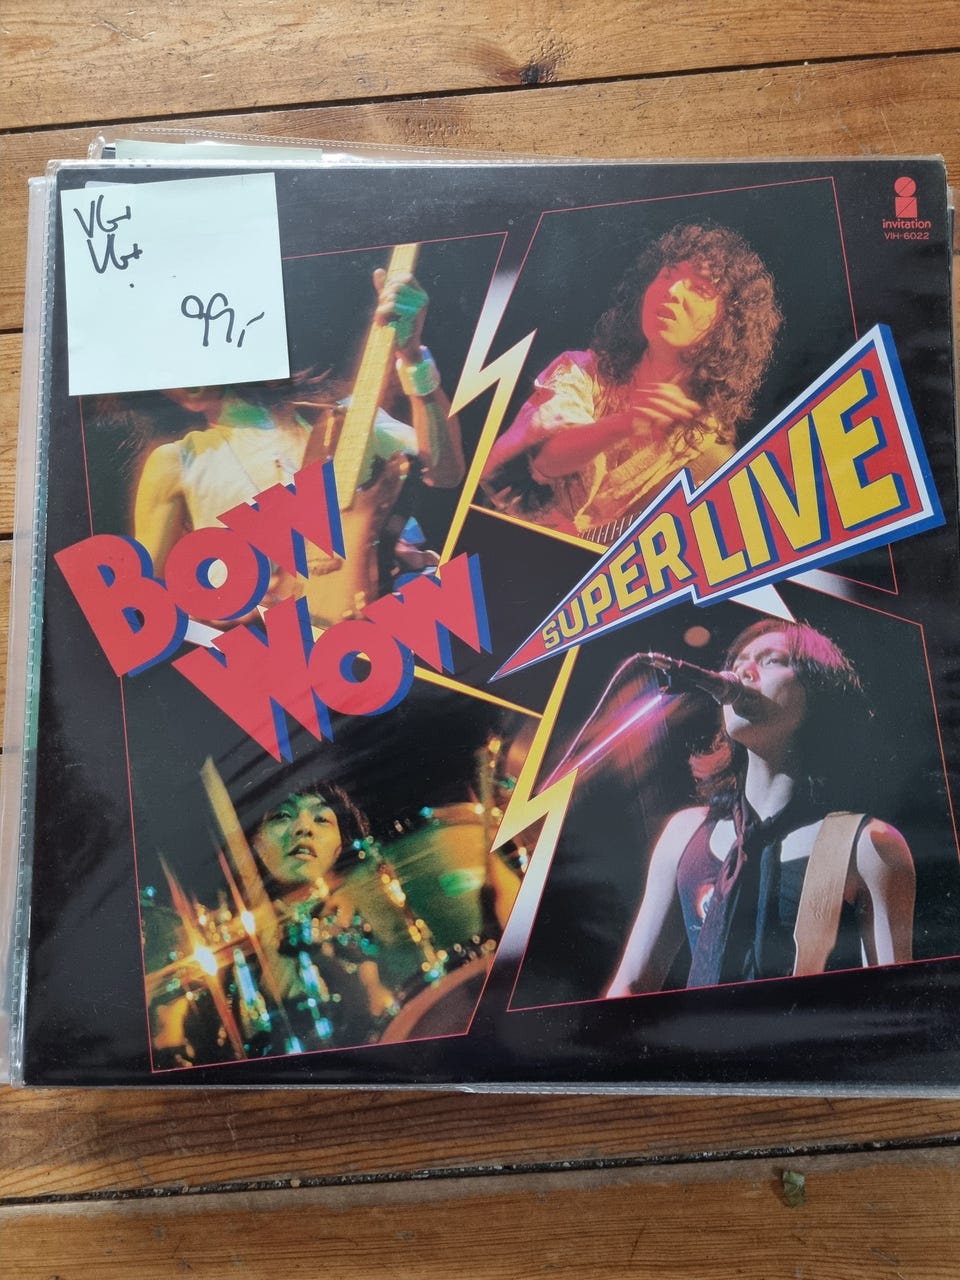 VG+
VG+
99,-
invitation
VIH-6022
BOW
WOW
SUPER LIVE